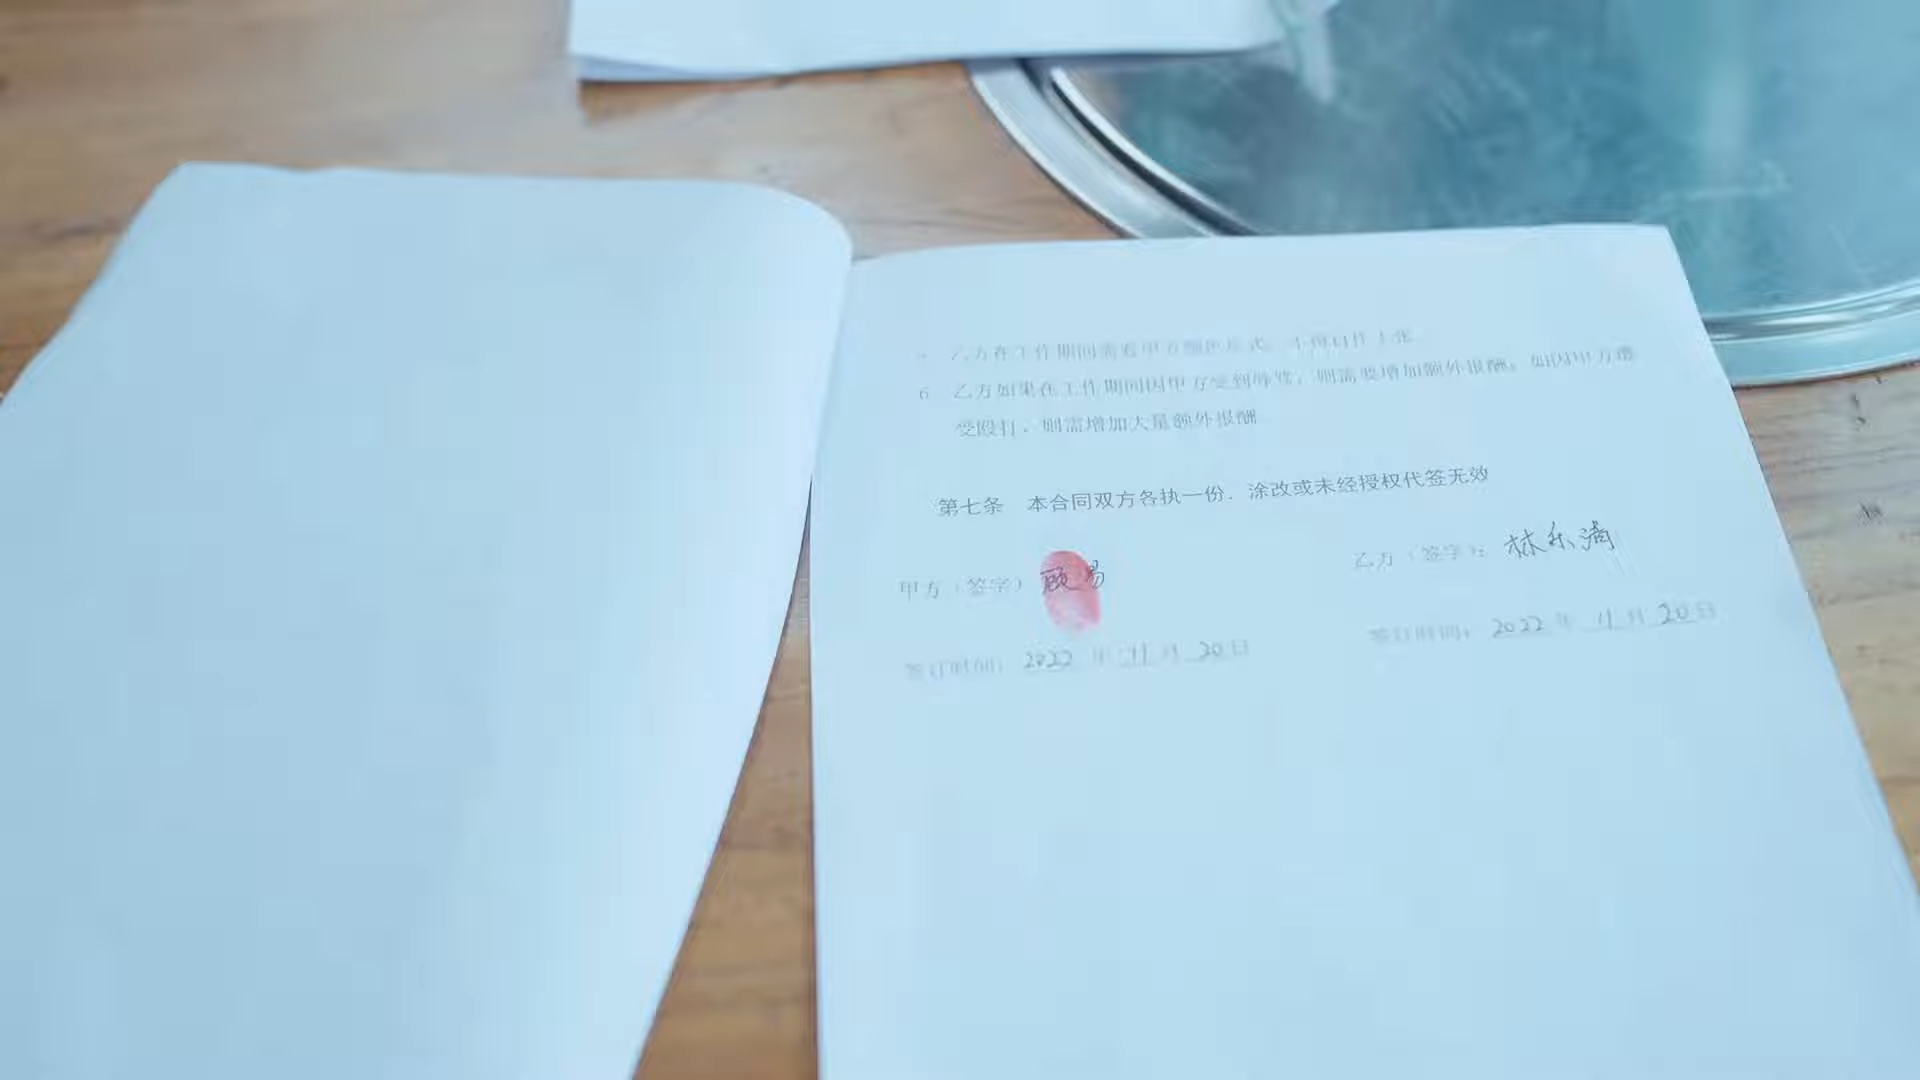 乙方在工作期间需看甲方颜色行事，不得自作主张
6 乙方如果在工作期间因甲方受到辱骂，则需要增加额外报酬。如因甲方遭
受殴打，则需增加大量额外报酬
第七条 本合同双方各执一份，涂改或未经授权代签无效
甲方（签字） 顾易
乙方（签字）： 林乐
签订时间： 2022 年 11 月 20 日
签订时间： 2022 年 11 月 20 日